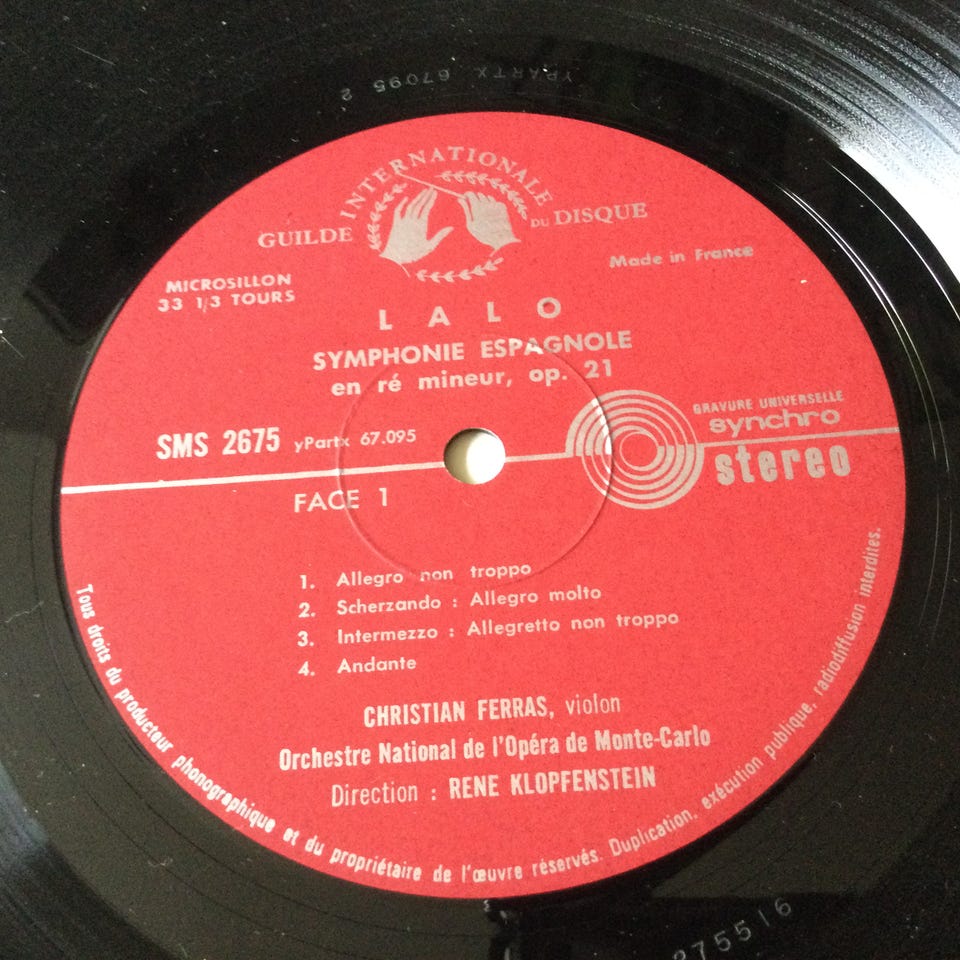 YPARTX 67095 2
GUILDE INTERNATIONALE DU DISQUE
MICROSILLON
33 1/3 TOURS
Made in France
LALO
SYMPHONIE ESPAGNOLE
en ré mineur, op. 21
GRAVURE UNIVERSELLE
synchro
stereo
SMS 2675 yPartx 67.095
FACE 1
1. Allegro non troppo
2. Scherzando : Allegro molto
3. Intermezzo : Allegretto non troppo
4. Andante
CHRISTIAN FERRAS, violon
Orchestre National de l'Opéra de Monte-Carlo
Direction : RENE KLOPFENSTEIN
Tous droits du producteur phonographique et du propriétaire de l'œuvre réservés. Duplication, exécution publique, radiodiffusion interdites.
275516